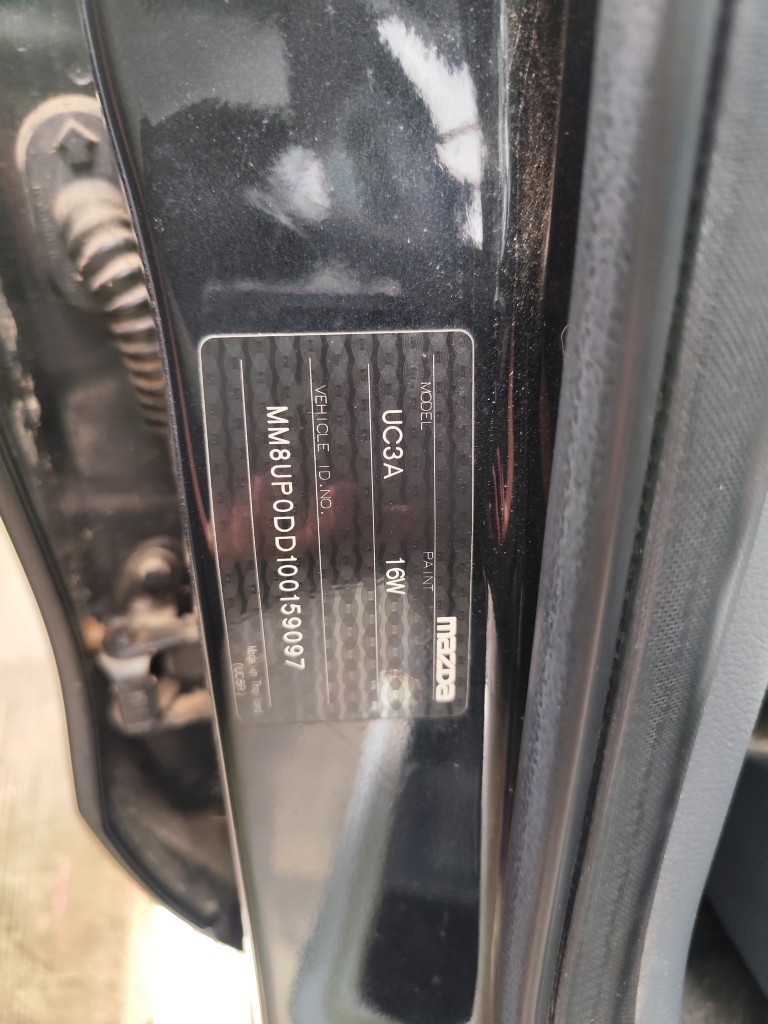 mazda
MODEL PAINT
UC3A 16W
VEHICLE ID.NO.
MM8UP0DD100159097
Made in Thailand